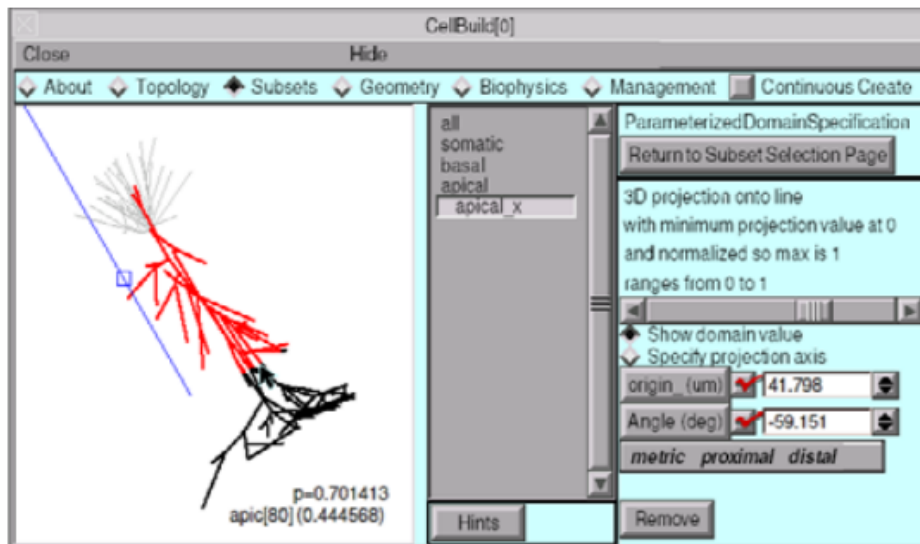 CellBuild[0]
Close Hide
About Topology Subsets Geometry Biophysics Management Continuous Create
all
somatic
basal
apical
apical_x
Hints
p=0.701413
apic[80] (0.444568)
ParameterizedDomainSpecification
Return to Subset Selection Page
3D projection onto line
with minimum projection value at 0
and normalized so max is 1
ranges from 0 to 1
Show domain value
Specify projection axis
origin_ (um) 41.798
Angle (deg) -59.151
metric proximal distal
Remove